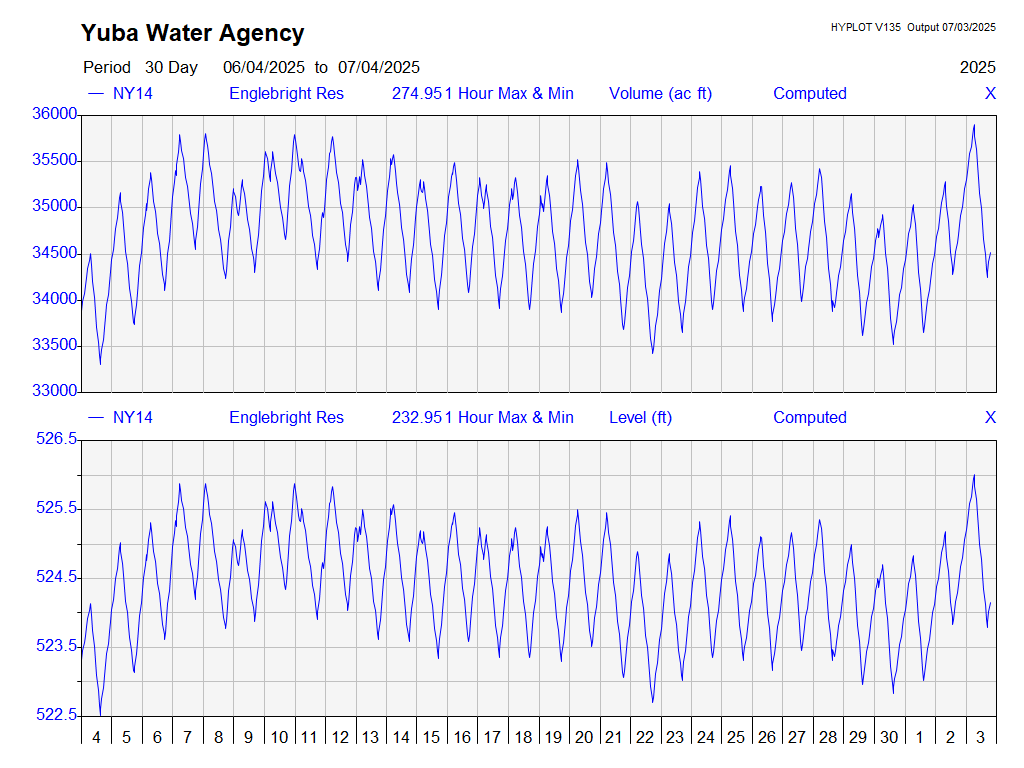 Yuba Water Agency
HYPLOT V135 Output 07/03/2025
Period 30 Day 06/04/2025 to 07/04/2025 2025
NY14 Englebright Res 274.951 Hour Max & Min Volume (ac ft) Computed X
36000
35500
35000
34500
34000
33500
33000
NY14 Englebright Res 232.951 Hour Max & Min Level (ft) Computed X
526.5
525.5
524.5
523.5
522.5
4 5 6 7 8 9 10 11 12 13 14 15 16 17 18 19 20 21 22 23 24 25 26 27 28 29 30 1 2 3